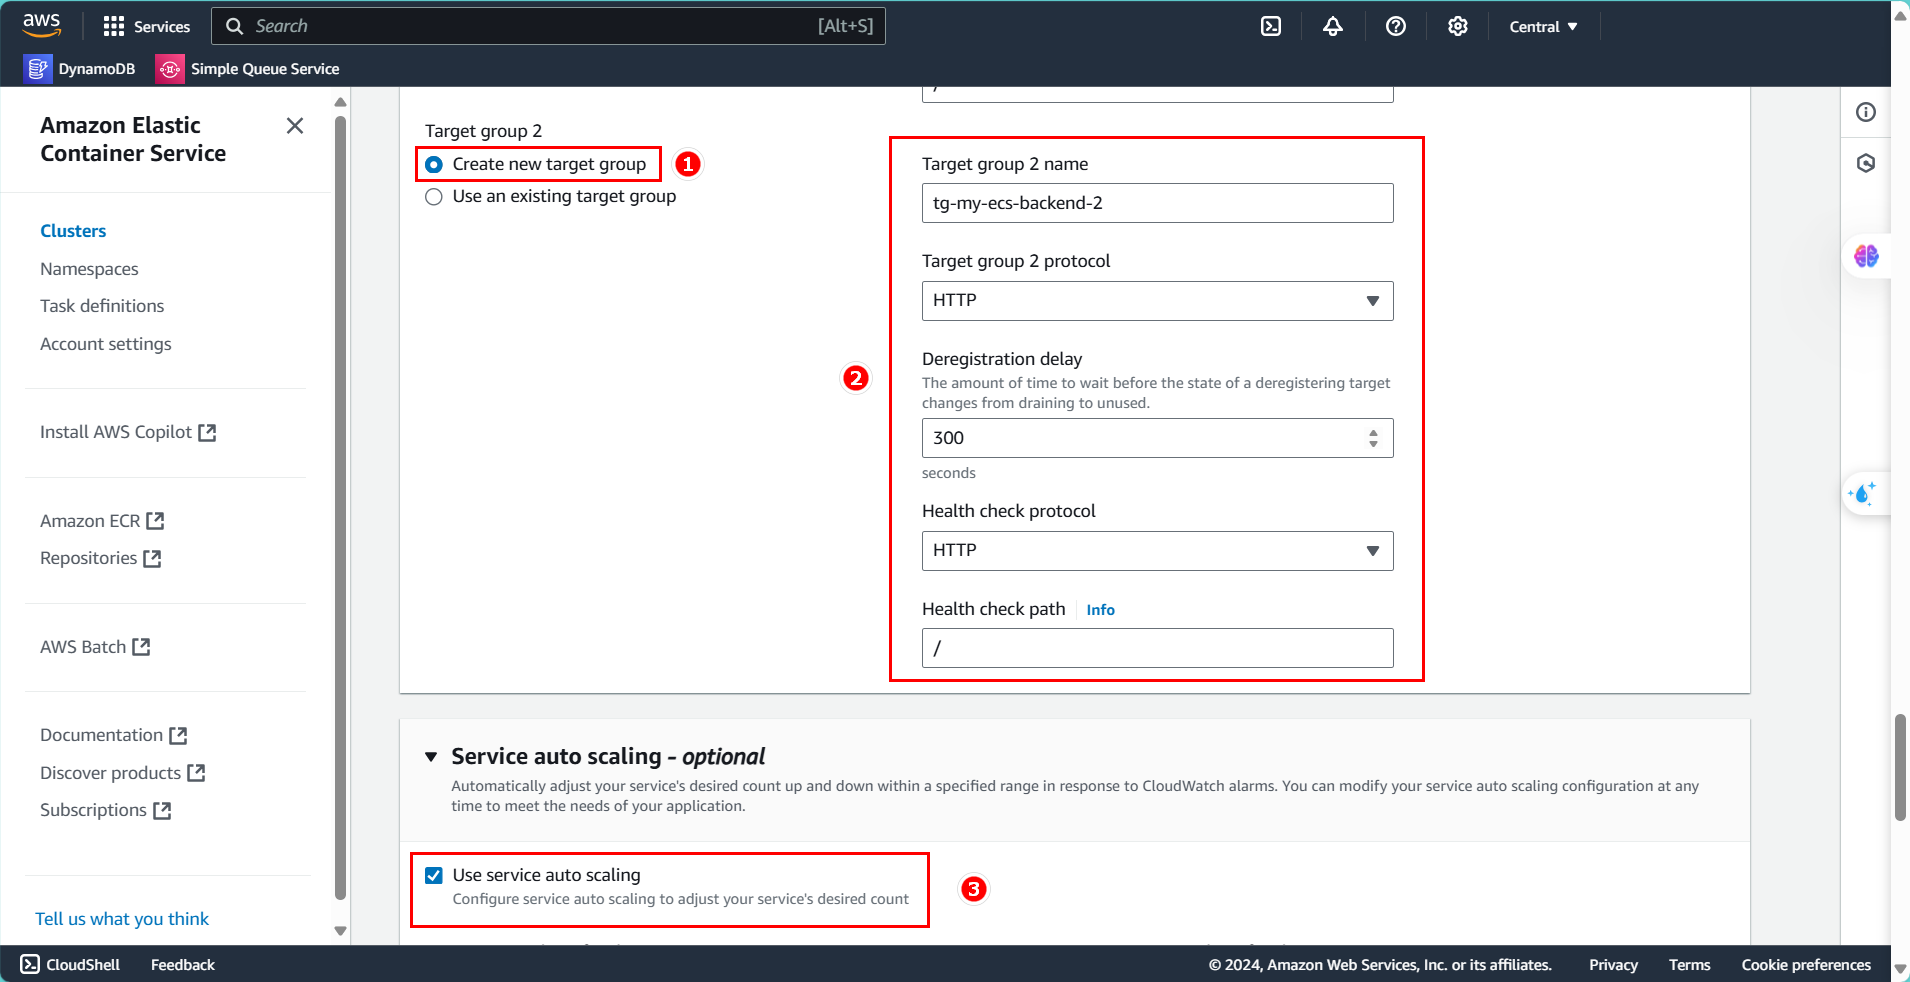 aws
Services
Search
[Alt+S]
Central
DynamoDB
Simple Queue Service
Amazon Elastic
Container Service
Clusters
Namespaces
Task definitions
Account settings
Install AWS Copilot
Amazon ECR
Repositories
AWS Batch
Documentation
Discover products
Subscriptions
Tell us what you think
Target group 2
Create new target group
1
Use an existing target group
2
Target group 2 name
tg-my-ecs-backend-2
Target group 2 protocol
HTTP
Deregistration delay
The amount of time to wait before the state of a deregistering target
changes from draining to unused.
300
seconds
Health check protocol
HTTP
Health check path
Info
/
Service auto scaling - optional
Automatically adjust your service's desired count up and down within a specified range in response to CloudWatch alarms. You can modify your service auto scaling configuration at any
time to meet the needs of your application.
Use service auto scaling
Configure service auto scaling to adjust your service's desired count
3
CloudShell
Feedback
© 2024, Amazon Web Services, Inc. or its affiliates.
Privacy
Terms
Cookie preferences